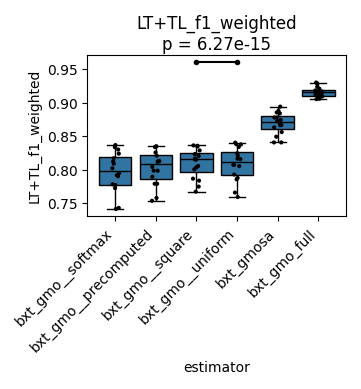 LT+TL_f1_weighted
p = 6.27e-15
LT+TL_f1_weighted
0.95
0.90
0.85
0.80
0.75
bxt_gmo__softmax
bxt_gmo__precomputed
bxt_gmo__square
bxt_gmo__uniform
bxt_gmosa
bxt_gmo_full
estimator